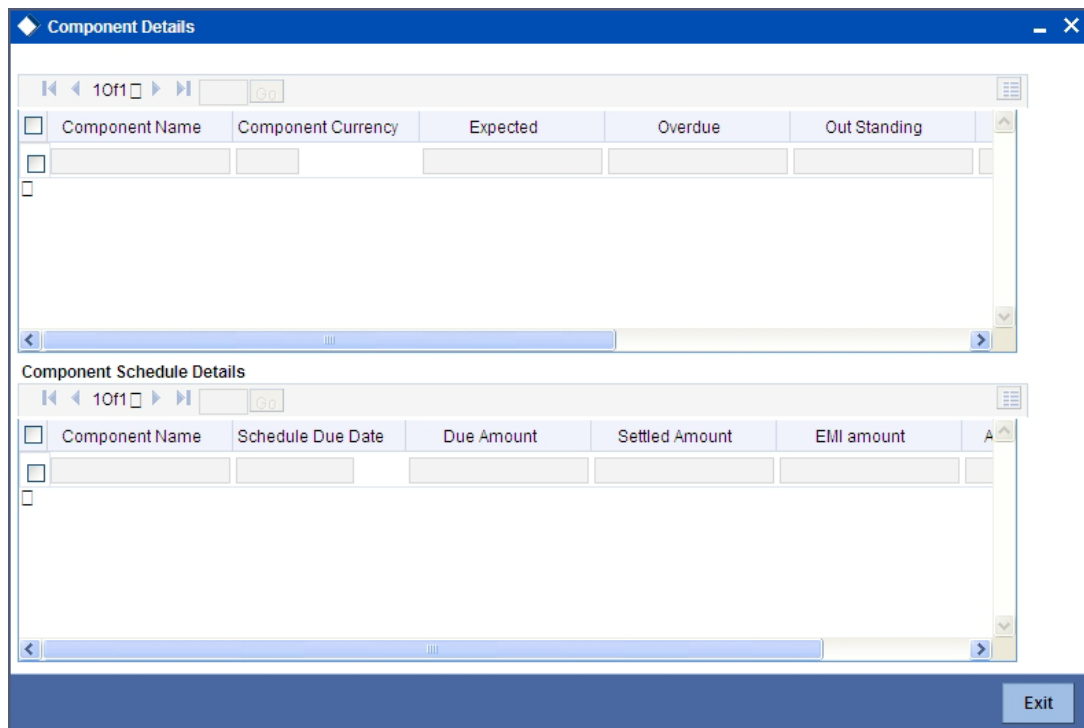 Component Details
1Of1 Go
Component Name Component Currency Expected Overdue Out Standing
Component Schedule Details
1Of1 Go
Component Name Schedule Due Date Due Amount Settled Amount EMI amount A
Exit